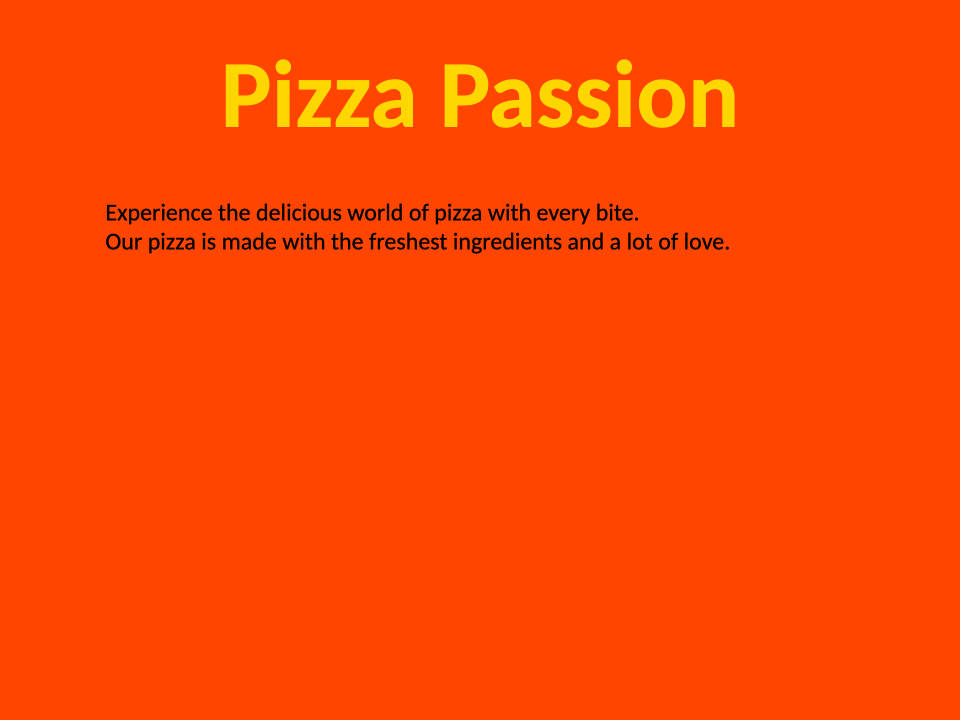 Pizza Passion
Experience the delicious world of pizza with every bite.
Our pizza is made with the freshest ingredients and a lot of love.